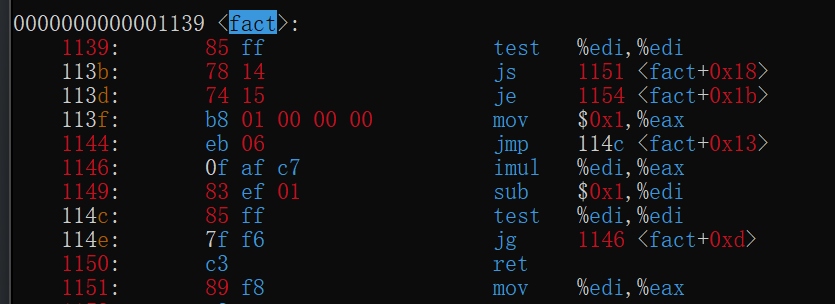 0000000000001139 <fact>:
1139: 85 ff test %edi,%edi
113b: 78 14 js 1151 <fact+0x18>
113d: 74 15 je 1154 <fact+0x1b>
113f: b8 01 00 00 00 mov $0x1,%eax
1144: eb 06 jmp 114c <fact+0x13>
1146: 0f af c7 imul %edi,%eax
1149: 83 ef 01 sub $0x1,%edi
114c: 85 ff test %edi,%edi
114e: 7f f6 jg 1146 <fact+0xd>
1150: c3 ret
1151: 89 f8 mov %edi,%eax